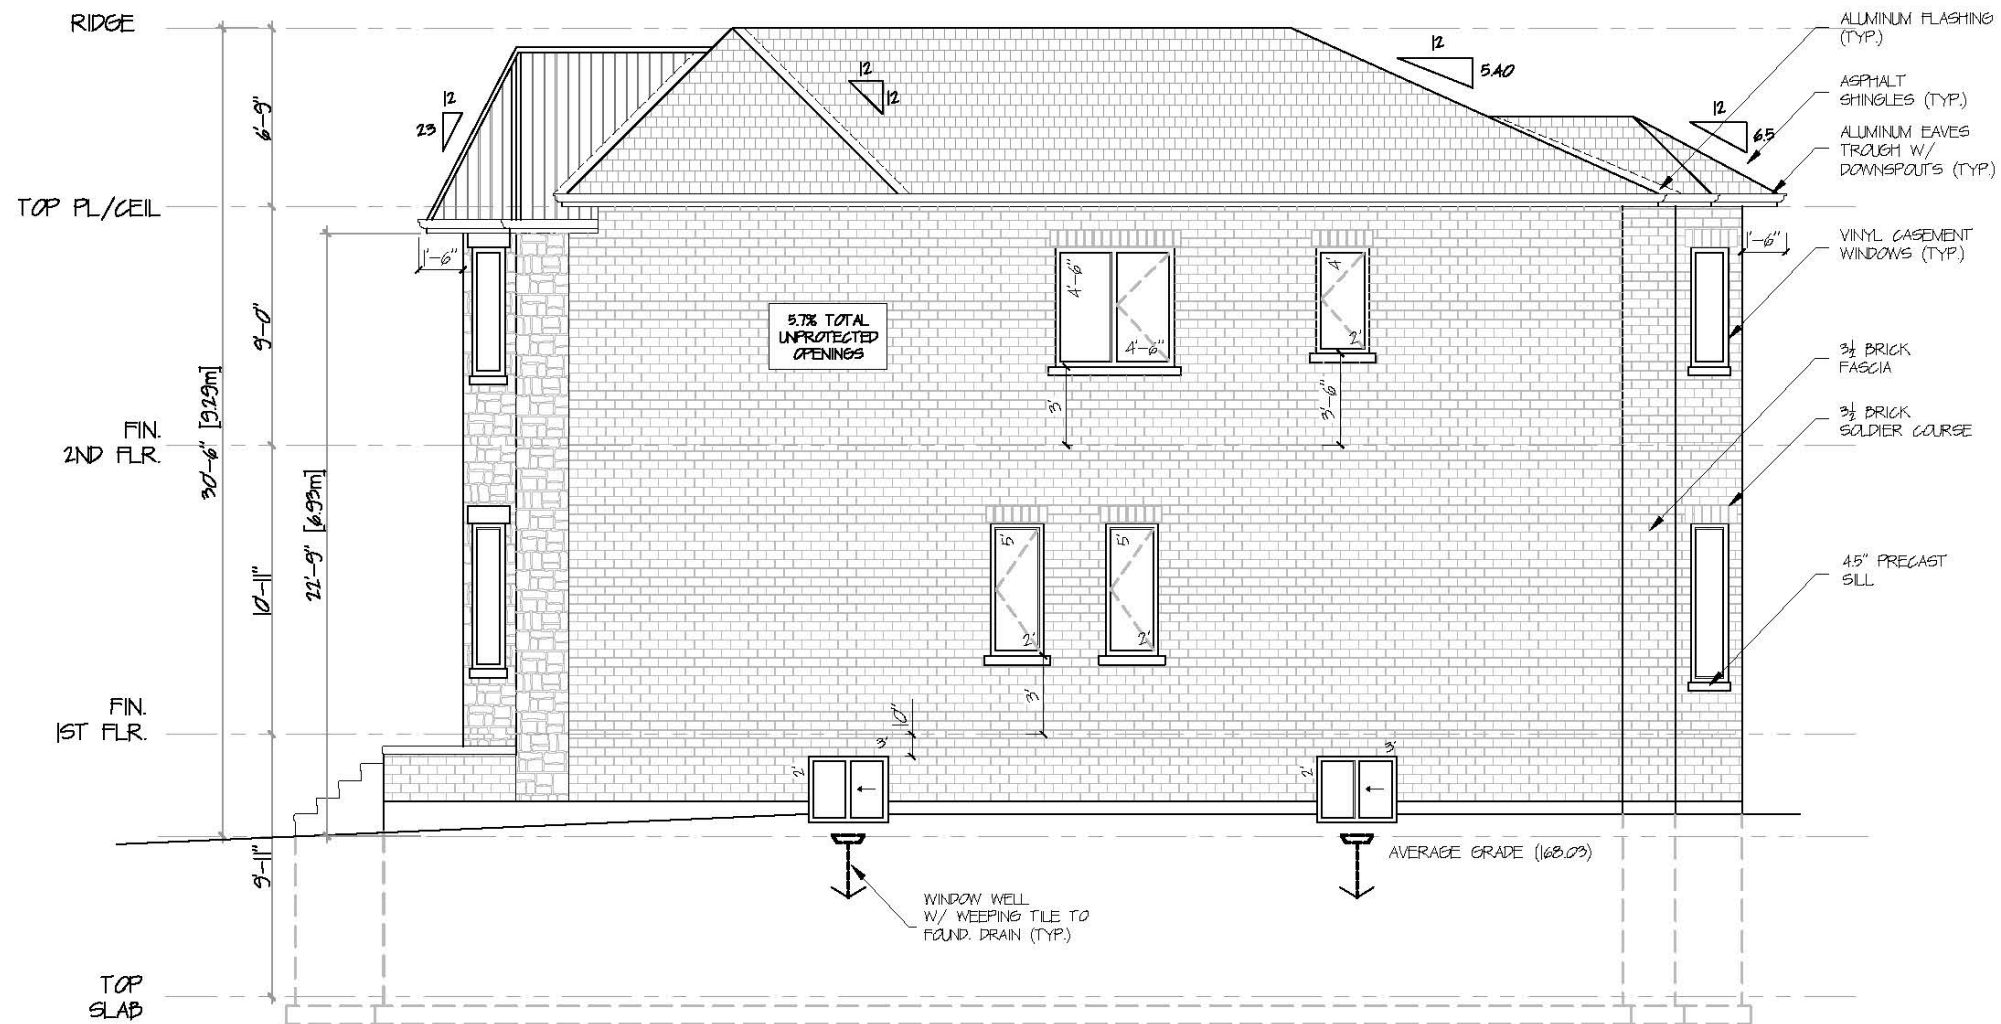 RIDGE
TOP PL/CEIL
FIN.
2ND FLR.
FIN.
1ST FLR.
TOP
SLAB
6'-9"
9'-0"
10'-11"
9'-11"
30'-6" [9.29m]
22'-9" [6.93m]
12
23
12
12
12
5.40
12
6.5
1'-6"
1'-6"
5.7% TOTAL
UNPROTECTED
OPENINGS
4'-6"
4'-6"
3'
4'
2'
3'-6"
5'
2'
5'
2'
3'
10"
3'
2'
3'
2'
ALUMINUM FLASHING
(TYP.)
ASPHALT
SHINGLES (TYP.)
ALUMINUM EAVES
TROUGH W/
DOWNSPOUTS (TYP.)
VINYL CASEMENT
WINDOWS (TYP.)
3½ BRICK
FASCIA
3½ BRICK
SOLDIER COURSE
4.5" PRECAST
SILL
AVERAGE GRADE (168.03)
WINDOW WELL
W/ WEEPING TILE TO
FOUND. DRAIN (TYP.)